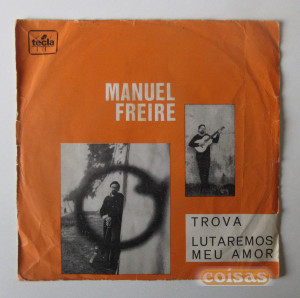 tecla
MANUEL
FREIRE
TROVA
LUTAREMOS
MEU AMOR
coisas